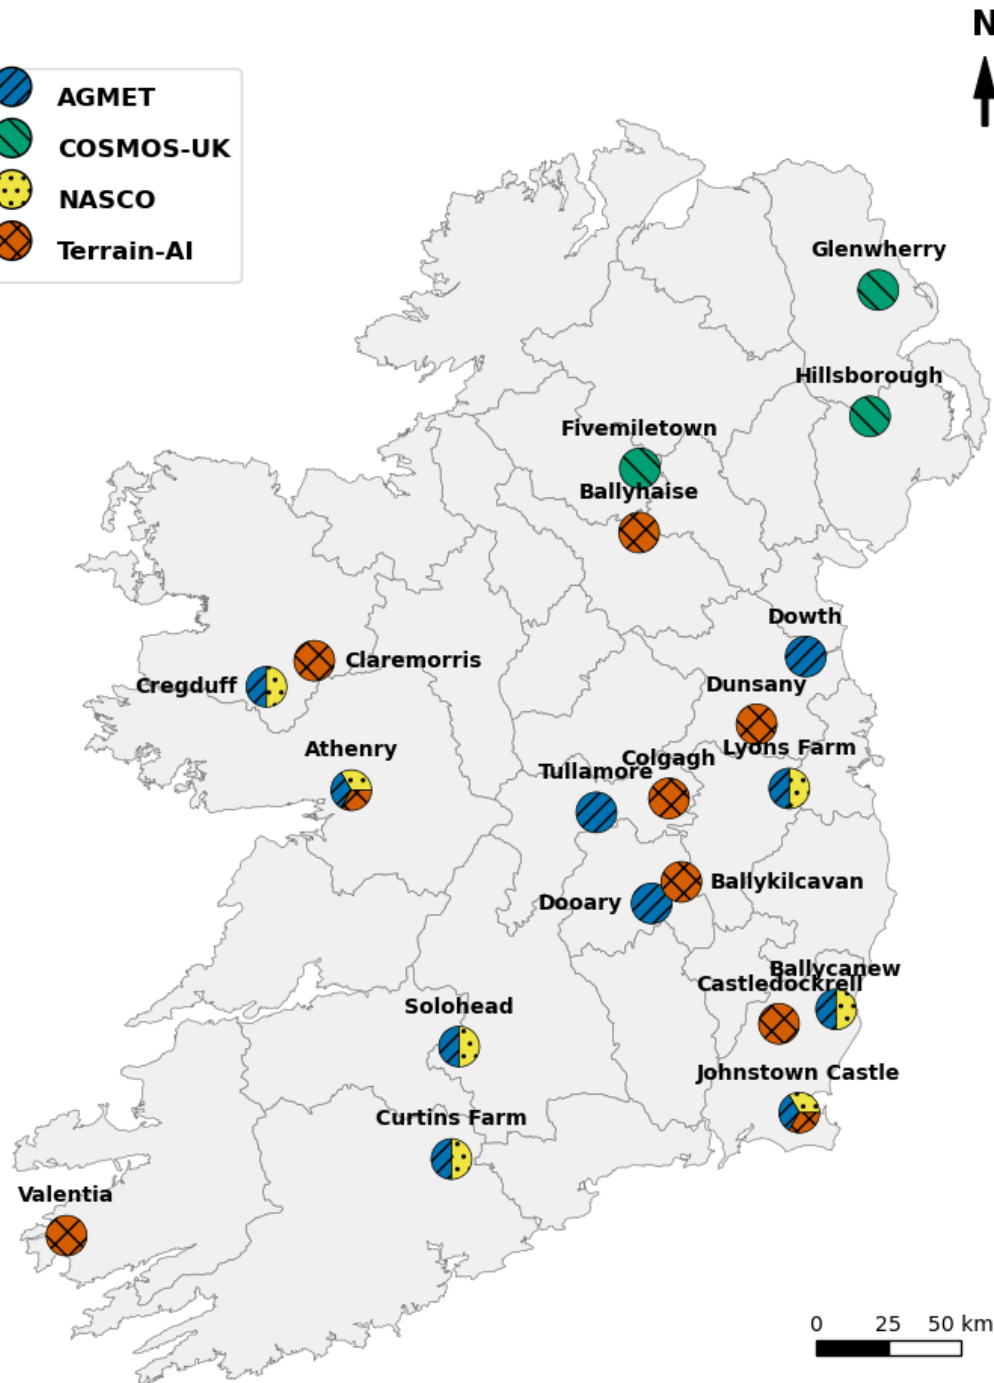 N
AGMET
COSMOS-UK
NASCO
Terrain-AI
Glenwherry
Hillsborough
Fivemiletown
Ballyhaise
Dowth
Claremorris
Cregduff
Dunsany
Athenry
Lyons Farm
Colgagh
Tullamore
Ballykilcavan
Dooary
Ballycanew
Castledockrell
Solohead
Johnstown Castle
Curtins Farm
Valentia
0 25 50 km